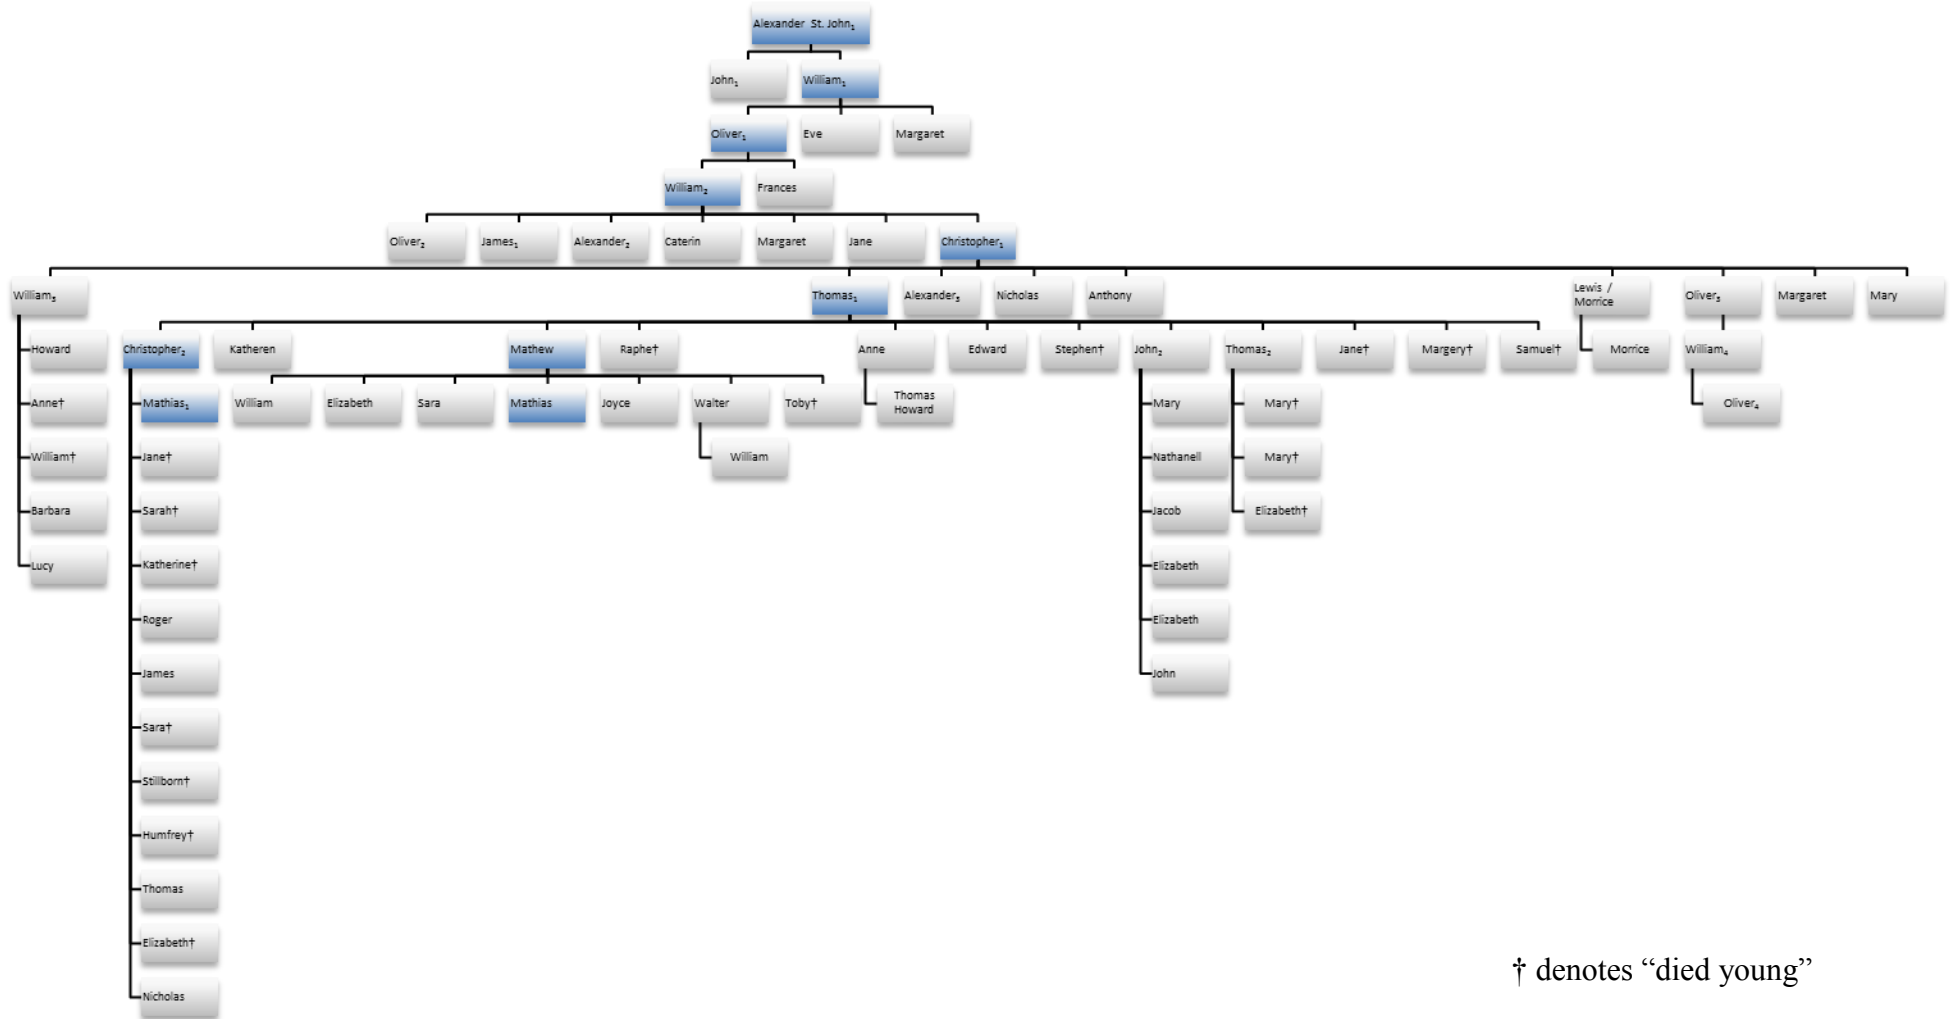 Alexander St. John₁
John₁
William₁
Oliver₁
Eve
Margaret
William₂
Frances
Oliver₂
James₁
Alexander₂
Caterin
Margaret
Jane
Christopher₁
William₃
Thomas₁
Alexander₃
Nicholas
Anthony
Lewis /
Morrice
Oliver₃
Margaret
Mary
Howard
Christopher₂
Katheren
Mathew
Raphe†
Anne
Edward
Stephen†
John₂
Thomas₂
Jane†
Margery†
Samuel†
Morrice
William₄
Anne†
Mathias₁
William
Elizabeth
Sara
Mathias
Joyce
Walter
Toby†
Thomas
Howard
Mary
Mary†
Oliver₄
William†
Jane†
William
Nathanell
Mary†
Barbara
Sarah†
Jacob
Elizabeth†
Lucy
Katherine†
Elizabeth
Roger
Elizabeth
James
John
Sara†
Stillborn†
Humfrey†
Thomas
Elizabeth†
Nicholas
† denotes “died young”